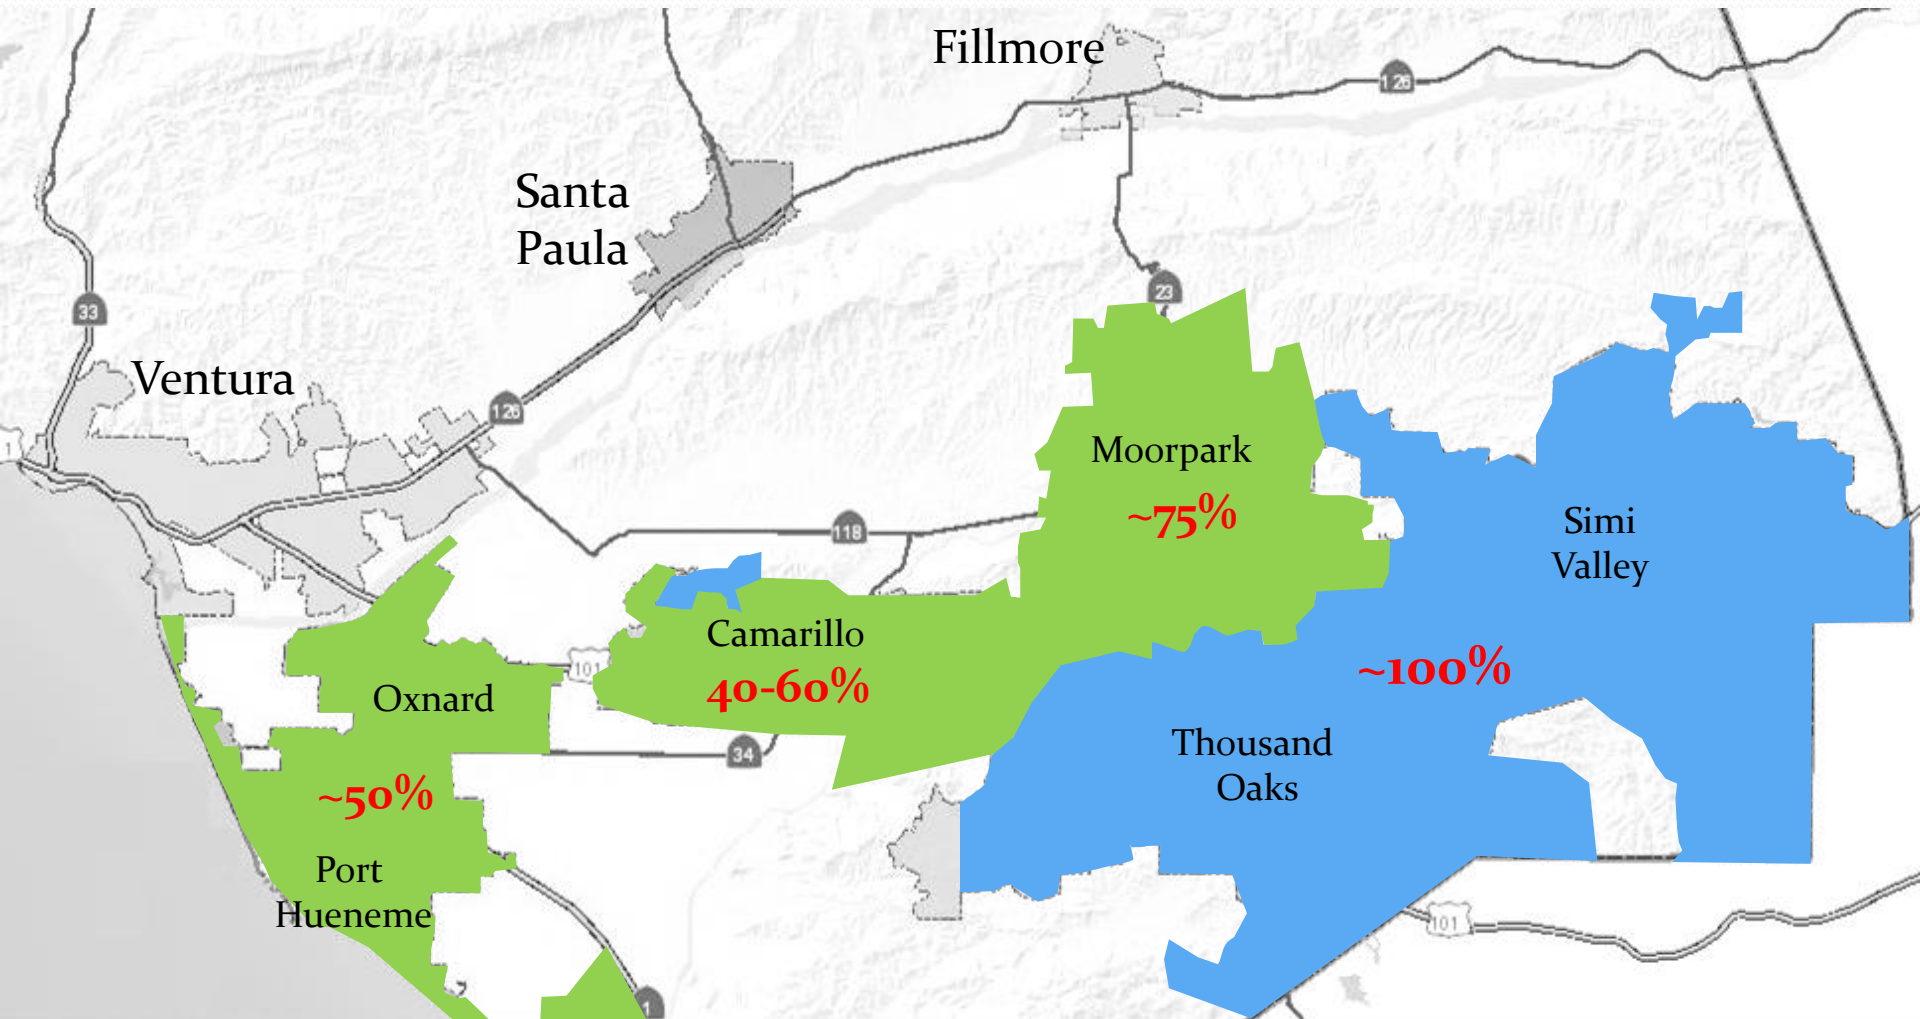 Fillmore
126
Santa
Paula
23
33
Ventura
126
1
Moorpark
~75%
118
Simi
Valley
Camarillo
40-60%
101
Oxnard
~100%
34
Thousand
Oaks
~50%
Port
Hueneme
101
1